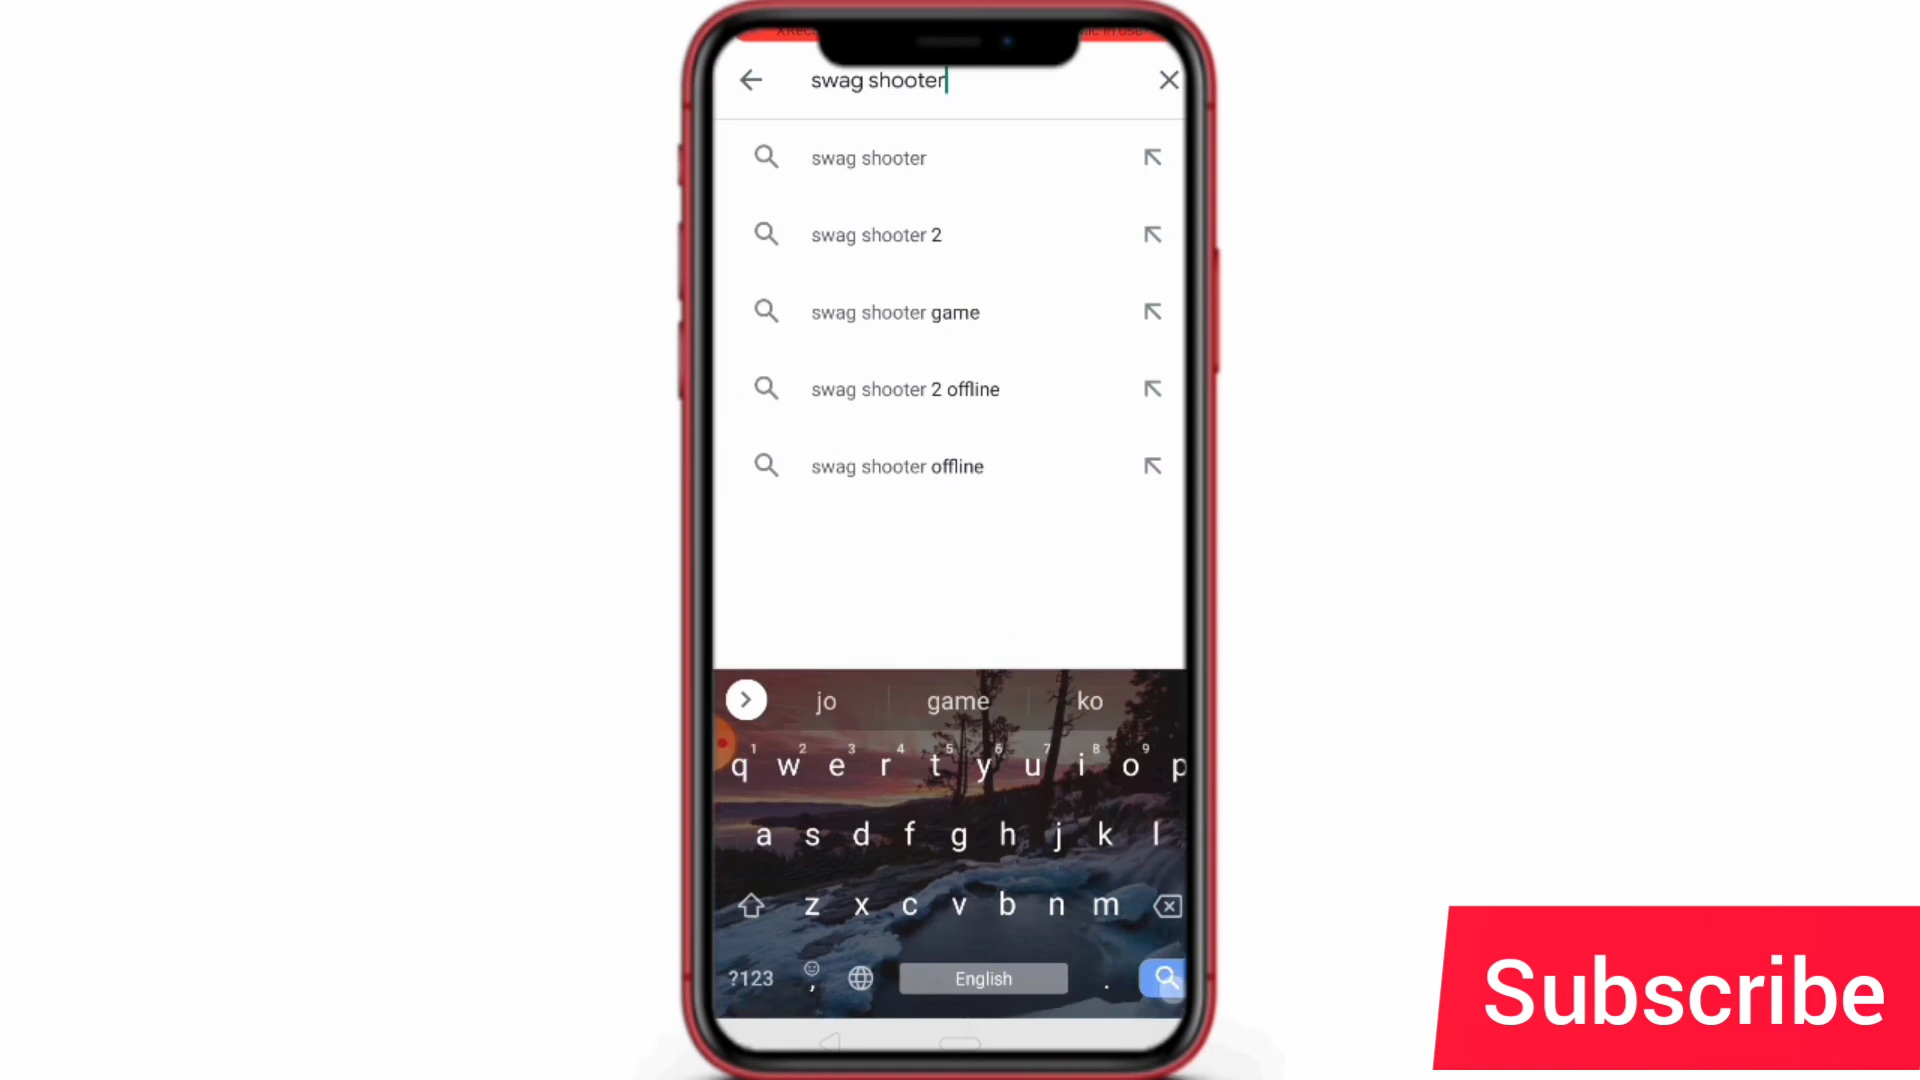 swag shooter
swag shooter
swag shooter 2
swag shooter game
swag shooter 2 offline
swag shooter offline
jo game ko
1 2 3 4 5 6 7 8 9
q w e r t y u i o p
a s d f g h j k l
z x c v b n m
?123 , English .
Subscribe